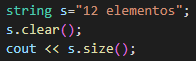 string s="12 elementos";
s.clear();
cout << s.size();